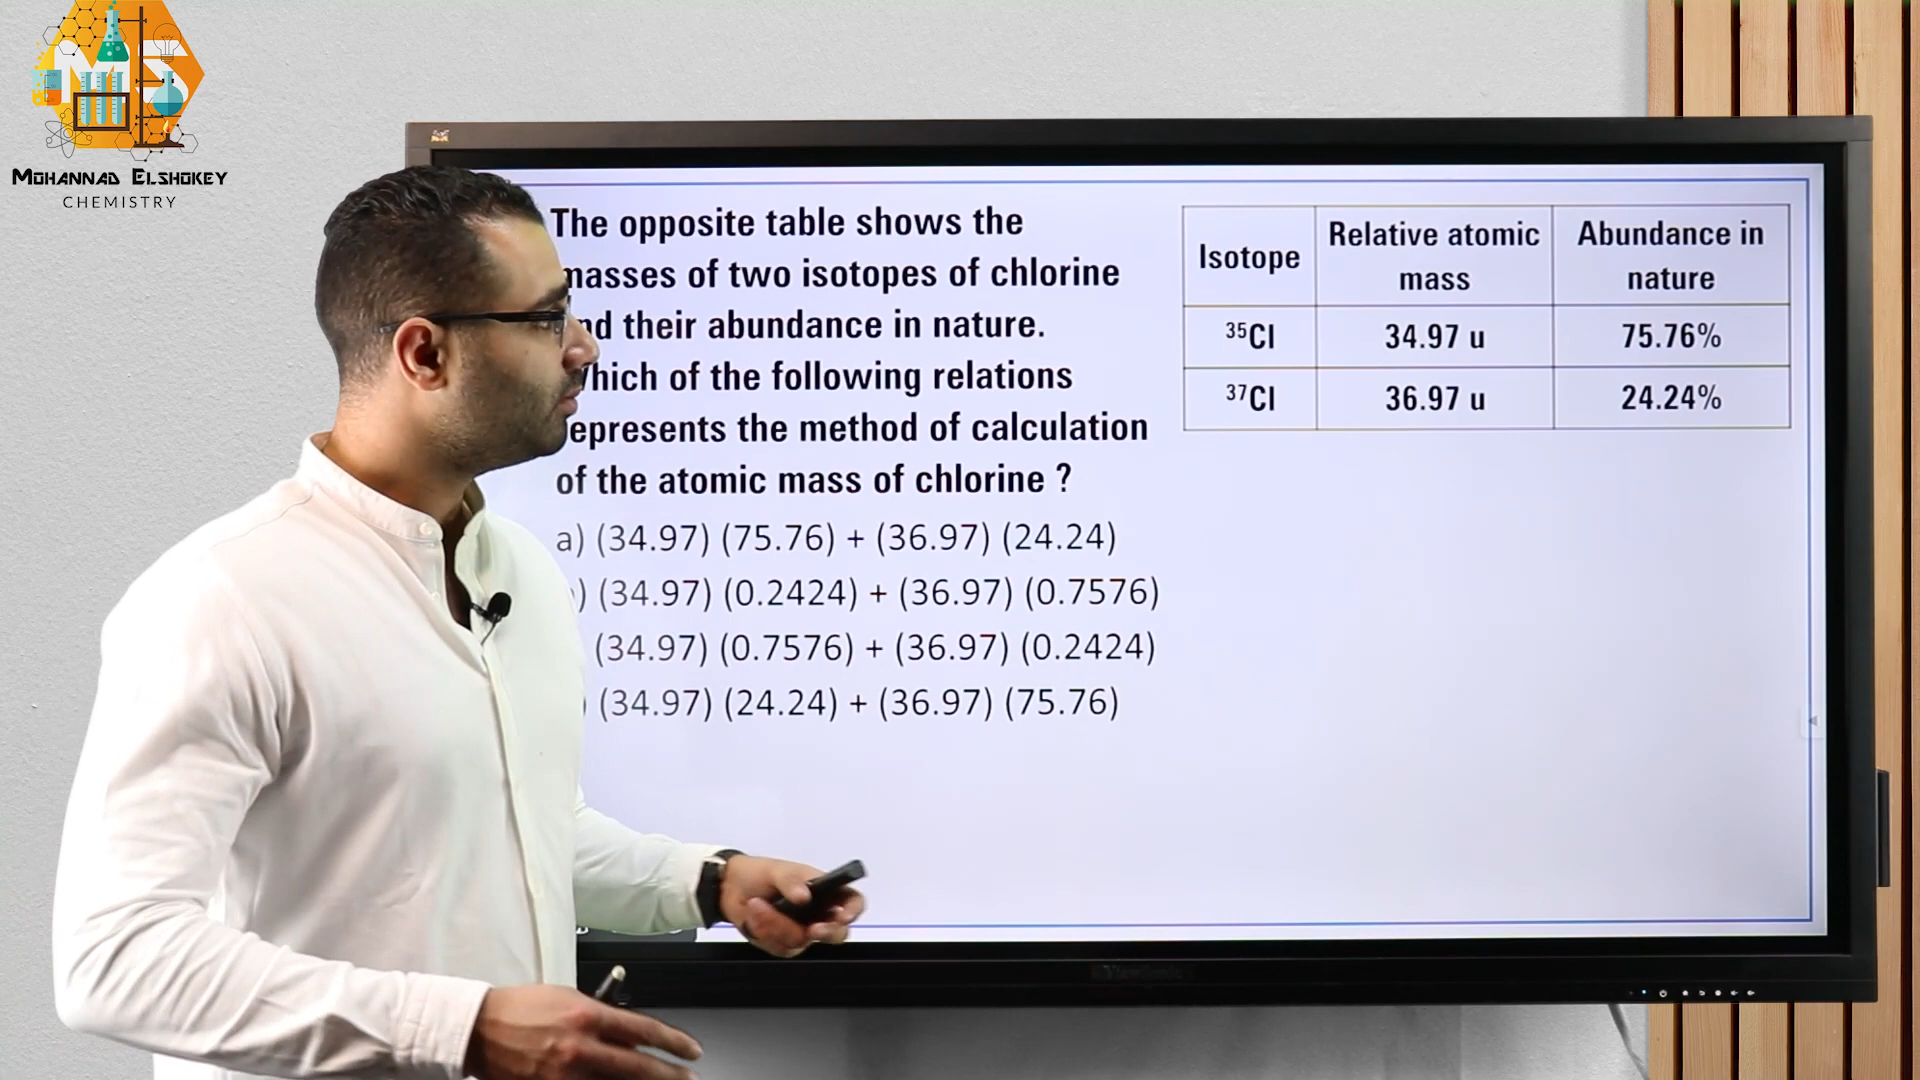 MS
MOHANNAD ELSHOKEY
CHEMISTRY
The opposite table shows the
masses of two isotopes of chlorine
and their abundance in nature.
Which of the following relations
represents the method of calculation
of the atomic mass of chlorine ?
a) (34.97) (75.76) + (36.97) (24.24)
) (34.97) (0.2424) + (36.97) (0.7576)
(34.97) (0.7576) + (36.97) (0.2424)
) (34.97) (24.24) + (36.97) (75.76)
Isotope Relative atomic mass Abundance in nature
³⁵Cl 34.97 u 75.76%
³⁷Cl 36.97 u 24.24%
ViewSonic